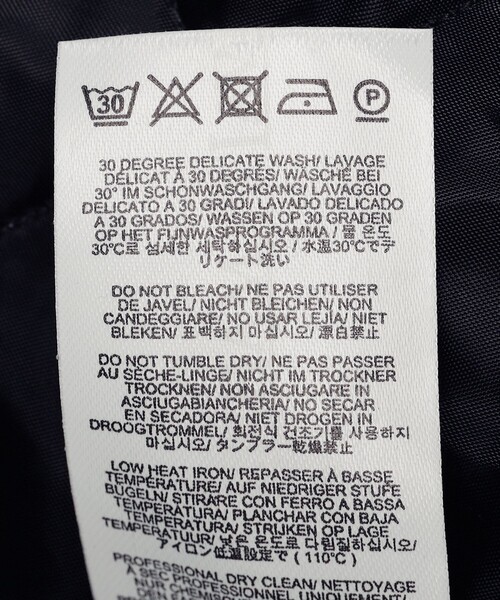 30 P
30 DEGREE DELICATE WASH/ LAVAGE
DÉLICAT À 30 DEGRÉS/ WÄSCHE BEI
30° IM SCHONWASCHGANG/ LAVAGGIO
DELICATO A 30 GRADI/ LAVADO DELICADO
A 30 GRADOS/ WASSEN OP 30 GRADEN
OP HET FIJNWASPROGRAMMA / 물 온도
30℃로 섬세한 세탁하십시오 / 水温30℃でデ
リケート洗い
DO NOT BLEACH/ NE PAS UTILISER
DE JAVEL/ NICHT BLEICHEN/ NON
CANDEGGIARE/ NO USAR LEJÍA/ NIET
BLEKEN/ 표백하지 마십시오/ 漂白禁止
DO NOT TUMBLE DRY/ NE PAS PASSER
AU SÈCHE-LINGE/ NICHT IM TROCKNER
TROCKNEN/ NON ASCIUGARE IN
ASCIUGABIANCHERIA/ NO SECAR
EN SECADORA/ NIET DROGEN IN
DROOGTROMMEL/ 회전식 건조기를 사용하지
마십시오/ タンブラー乾燥禁止
LOW HEAT IRON/ REPASSER À BASSE
TEMPÉRATURE/ AUF NIEDRIGER STUFE
BÜGELN/ STIRARE CON FERRO A BASSA
TEMPERATURA/ PLANCHAR CON BAJA
TEMPERATURA/ STRIJKEN OP LAGE
TEMPERATUUR/ 낮은 온도로 다림질하십시오/
アイロン低温設定で ( 110℃)
PROFESSIONAL DRY CLEAN/ NETTOYAGE
À SEC PROFESSIONNEL UNIQUEMENT/
NUR CHEMISCH
DEN